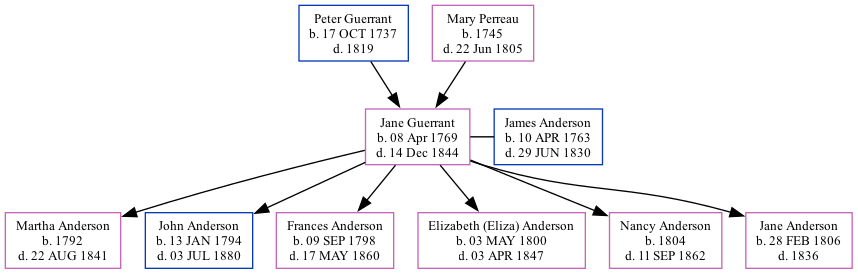 Peter Guerrant
b. 17 OCT 1737
d. 1819
Mary Perreau
b. 1745
d. 22 Jun 1805
Jane Guerrant
b. 08 Apr 1769
d. 14 Dec 1844
James Anderson
b. 10 APR 1763
d. 29 JUN 1830
Martha Anderson
b. 1792
d. 22 AUG 1841
John Anderson
b. 13 JAN 1794
d. 03 JUL 1880
Frances Anderson
b. 09 SEP 1798
d. 17 MAY 1860
Elizabeth (Eliza) Anderson
b. 03 MAY 1800
d. 03 APR 1847
Nancy Anderson
b. 1804
d. 11 SEP 1862
Jane Anderson
b. 28 FEB 1806
d. 1836